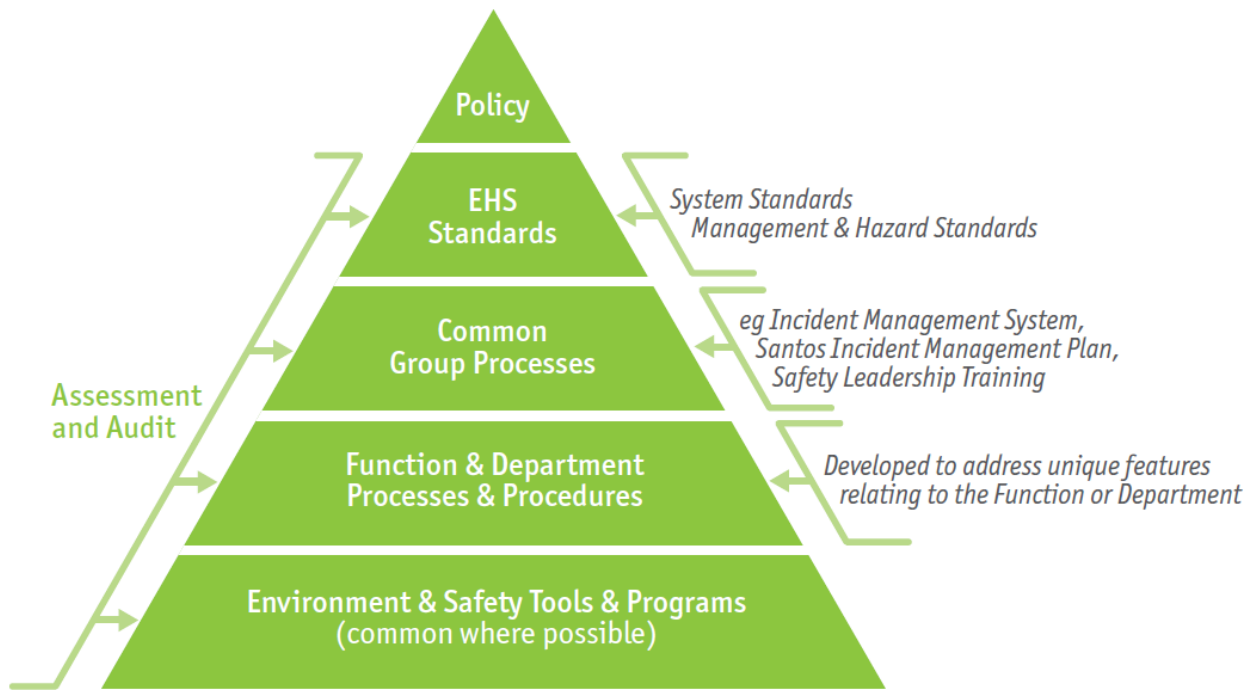 Policy
EHS
Standards
System Standards
Management & Hazard Standards
Common
Group Processes
eg Incident Management System,
Santos Incident Management Plan,
Safety Leadership Training
Assessment
and Audit
Function & Department
Processes & Procedures
Developed to address unique features
relating to the Function or Department
Environment & Safety Tools & Programs
(common where possible)